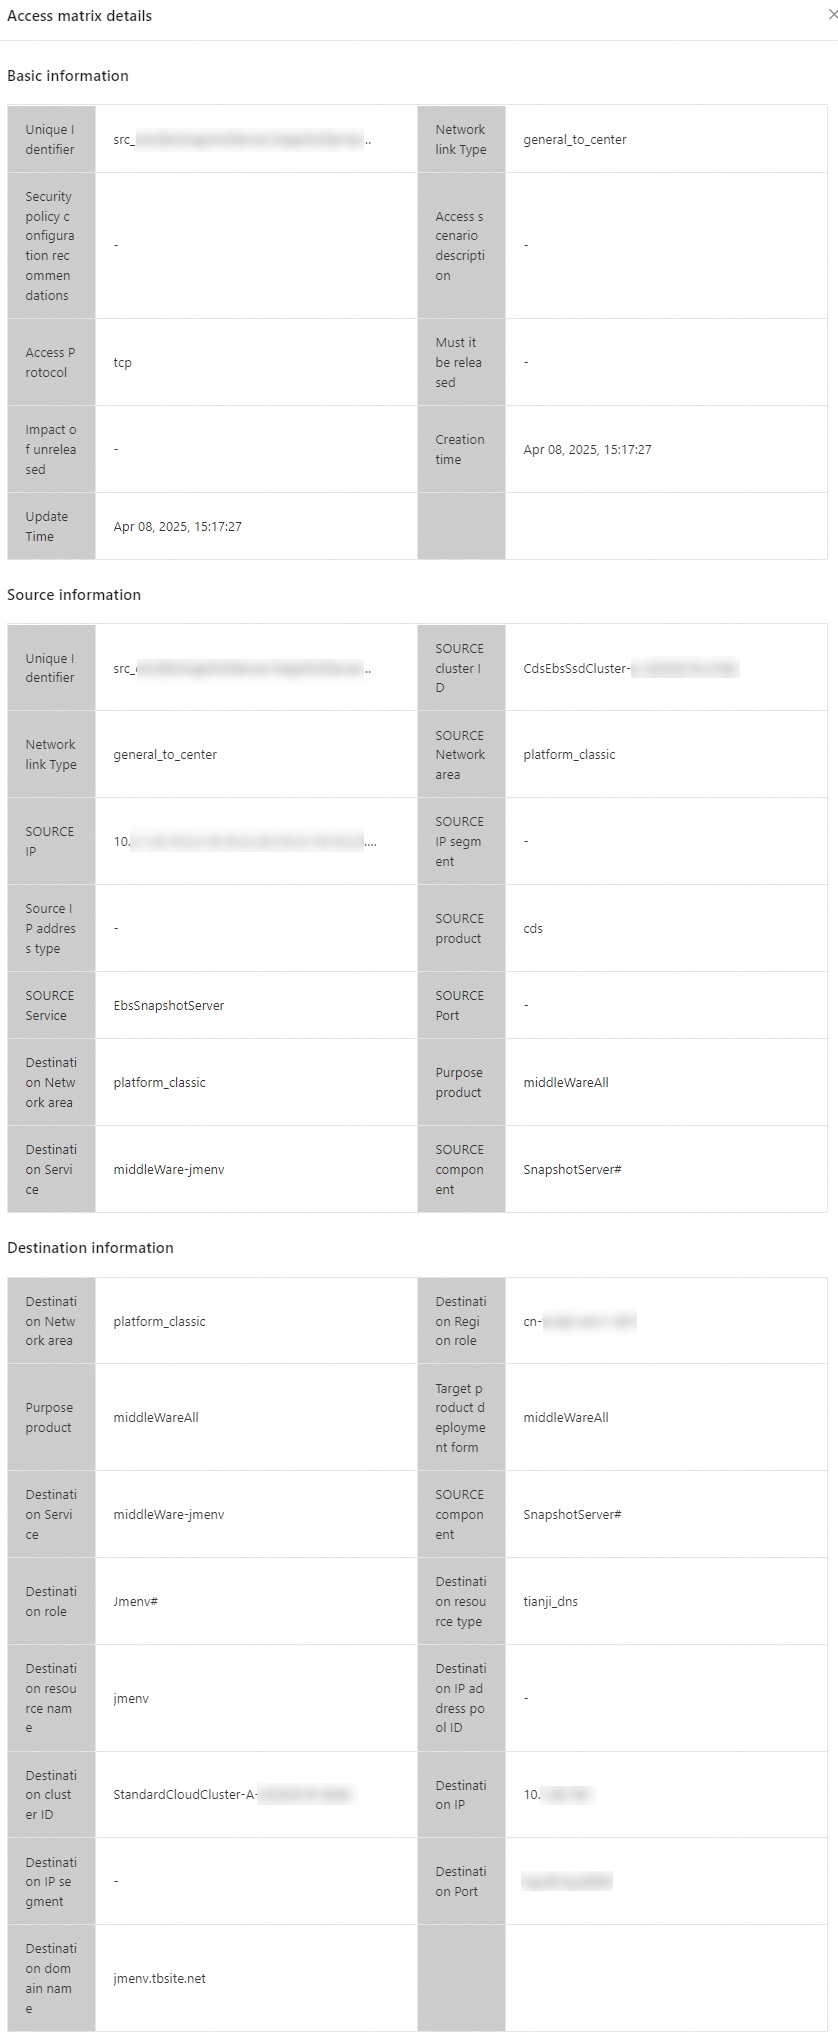 Access matrix details
Basic information
Unique I
dentifier
src_
..
Network
link Type
general_to_center
Security
policy c
onfigura
tion rec
ommen
dations
-
Access s
cenario
descripti
on
-
Access P
rotocol
tcp
Must it
be relea
sed
-
Impact o
f unrelea
sed
-
Creation
time
Apr 08, 2025, 15:17:27
Update
Time
Apr 08, 2025, 15:17:27
Source information
Unique I
dentifier
src_
..
SOURCE
cluster I
D
CdsEbsSsdCluster-
Network
link Type
general_to_center
SOURCE
Network
area
platform_classic
SOURCE
IP
10.
....
SOURCE
IP segm
ent
-
Source I
P addres
s type
-
SOURCE
product
cds
SOURCE
Service
EbsSnapshotServer
SOURCE
Port
-
Destinati
on Netw
ork area
platform_classic
Purpose
product
middleWareAll
Destinati
on Servi
ce
middleWare-jmenv
SOURCE
compon
ent
SnapshotServer#
Destination information
Destinati
on Netw
ork area
platform_classic
Destinati
on Regi
on role
cn-
Purpose
product
middleWareAll
Target p
roduct d
eployme
nt form
middleWareAll
Destinati
on Servi
ce
middleWare-jmenv
SOURCE
compon
ent
SnapshotServer#
Destinati
on role
Jmenv#
Destinati
on resou
rce type
tianji_dns
Destinati
on resou
rce nam
e
jmenv
Destinati
on IP ad
dress po
ol ID
-
Destinati
on clust
er ID
StandardCloudCluster-A-
Destinati
on IP
10.
Destinati
on IP se
gment
-
Destinati
on Port
Destinati
on dom
ain nam
e
jmenv.tbsite.net